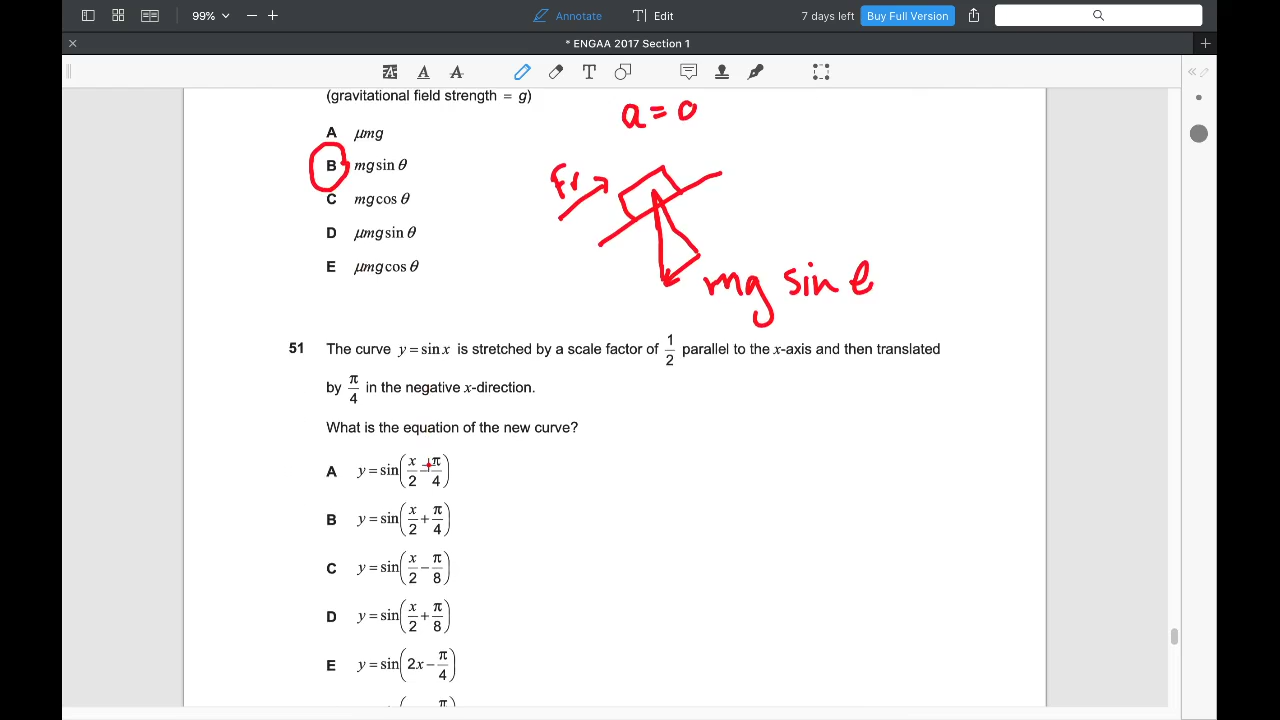 99% Annotate Edit 7 days left Buy Full Version
* ENGAA 2017 Section 1
(gravitational field strength = g)
a = 0
A μmg
B mg sin θ
C mg cos θ
D μmg sin θ
E μmg cos θ
Fr
mg sin θ
51 The curve y = sin x is stretched by a scale factor of 1/2 parallel to the x-axis and then translated
by π/4 in the negative x-direction.
What is the equation of the new curve?
A y = sin(x/2 − π/4)
B y = sin(x/2 + π/4)
C y = sin(x/2 − π/8)
D y = sin(x/2 + π/8)
E y = sin(2x − π/4)